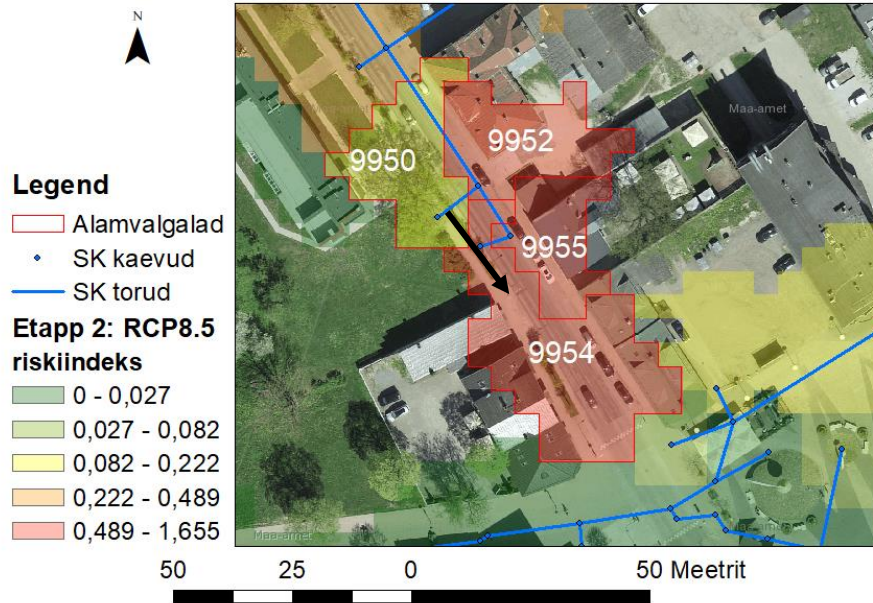 N
Legend
Alamvalgalad
SK kaevud
SK torud
Etapp 2: RCP8.5
riskiindeks
0 - 0,027
0,027 - 0,082
0,082 - 0,222
0,222 - 0,489
0,489 - 1,655
Maa-amet
9952
9950
9955
9954
Maa-amet
Maa-amet
50 25 0 50 Meetrit